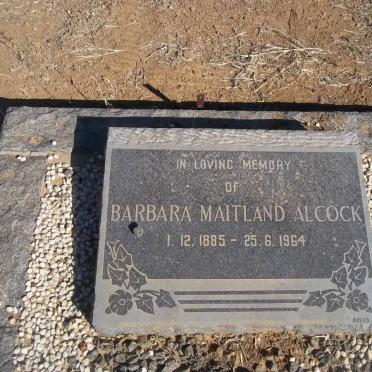 IN LOVING MEMORY
OF
BARBARA MAITLAND ALCOCK
1. 12. 1885 – 25. 6. 1964